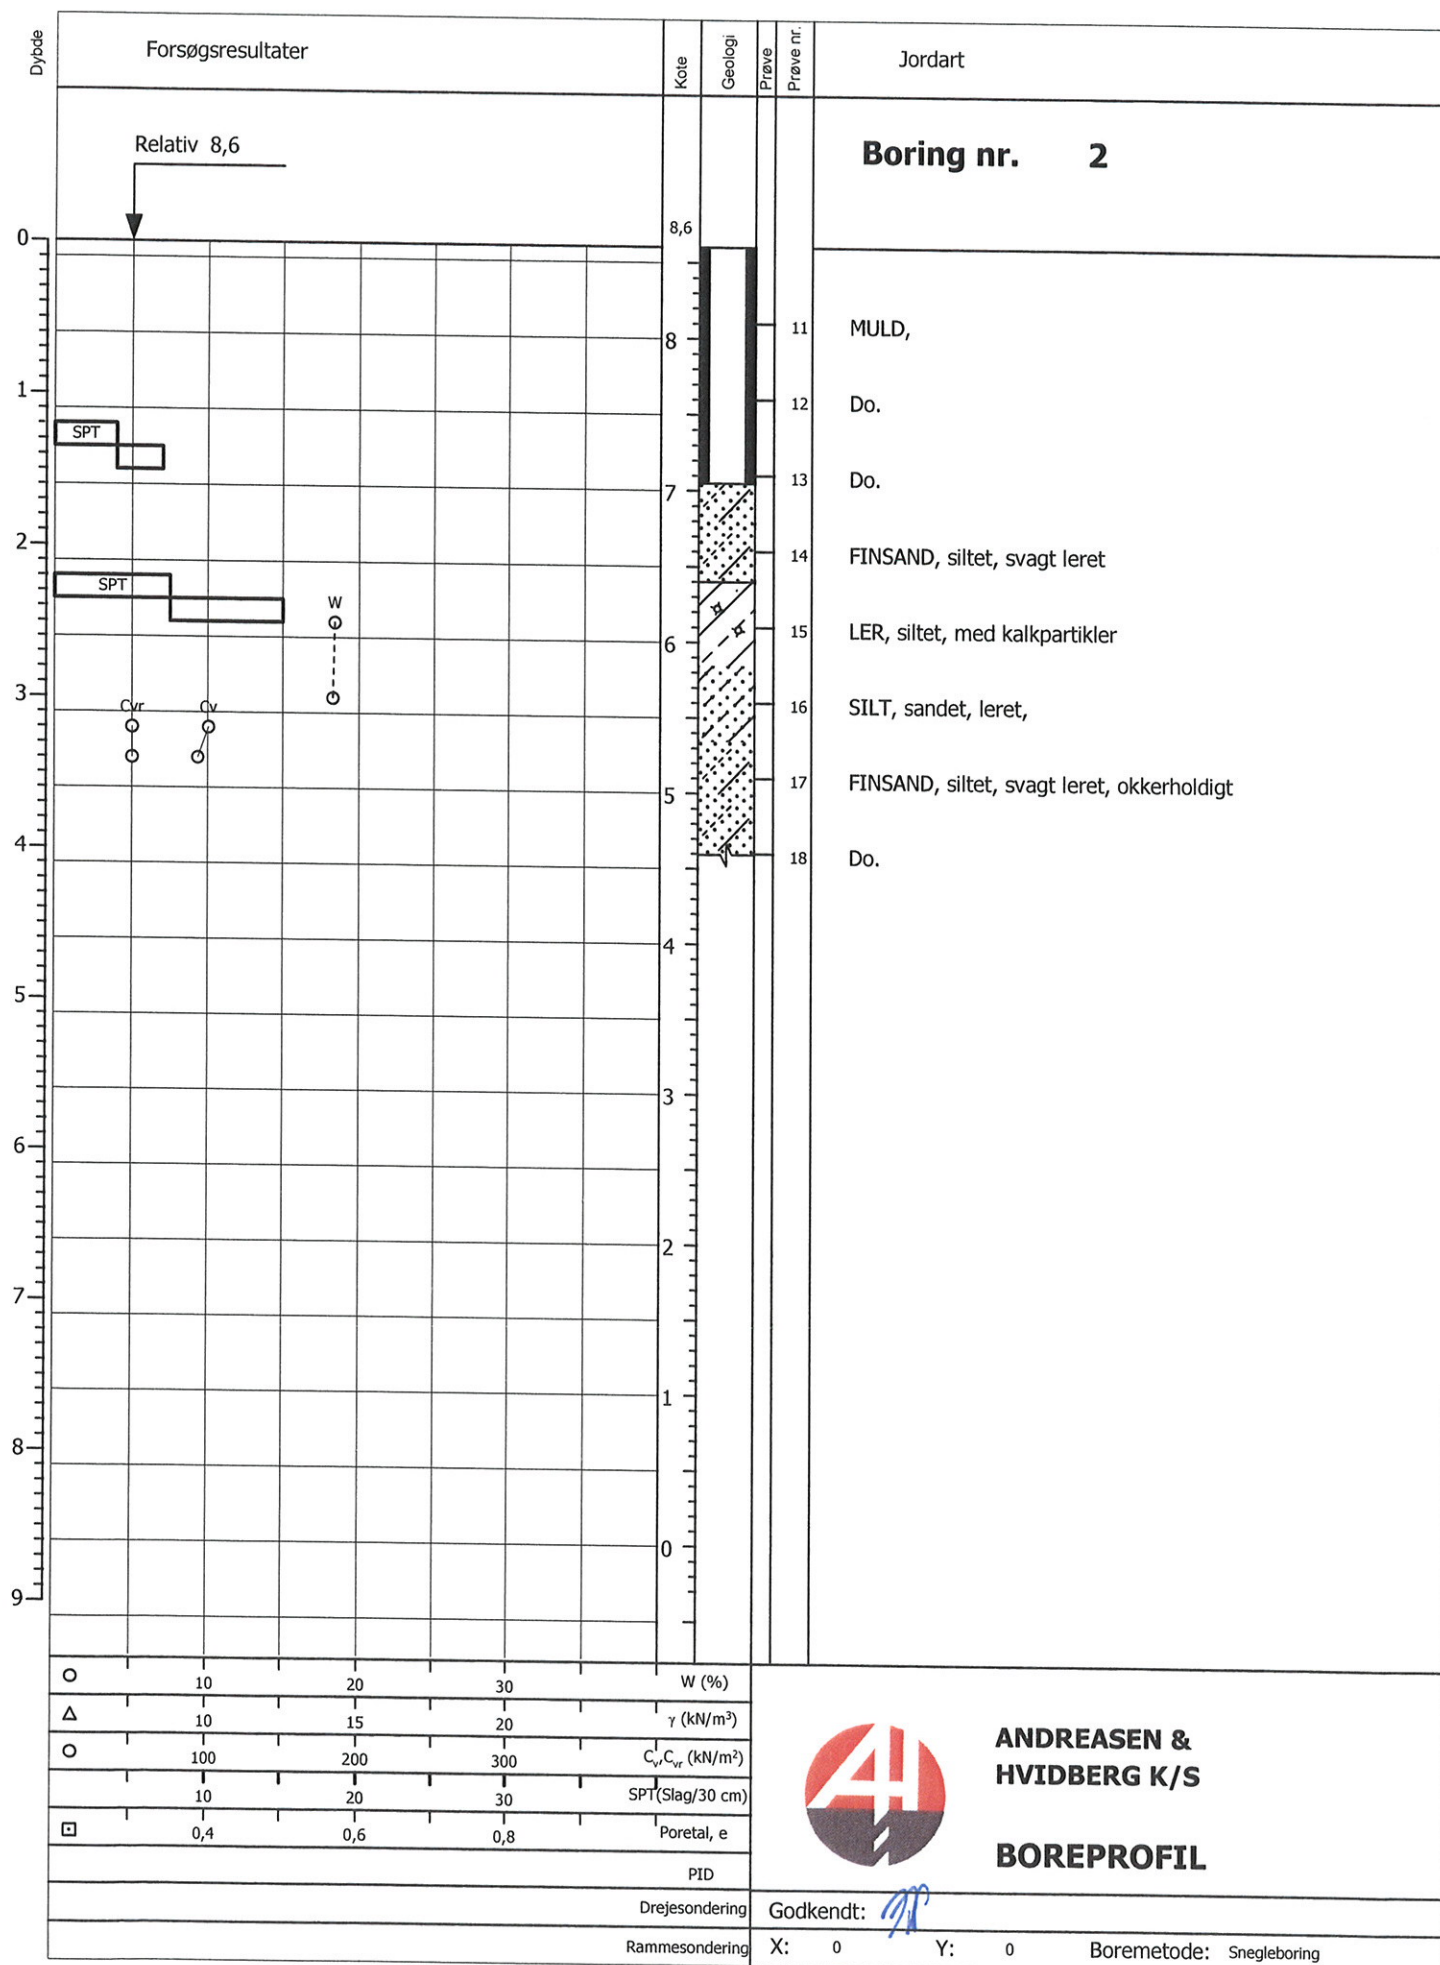 Dybde
Forsøgsresultater
Kote
Geologi
Prøve
Prøve nr.
Jordart
Relativ 8,6
Boring nr. 2
8,6
0
1
2
3
4
5
6
7
8
9
8
7
6
5
4
3
2
1
0
SPT
SPT
W
Cvr
Cv
11 MULD,
12 Do.
13 Do.
14 FINSAND, siltet, svagt leret
15 LER, siltet, med kalkpartikler
16 SILT, sandet, leret,
17 FINSAND, siltet, svagt leret, okkerholdigt
18 Do.
10 20 30 W (%)
10 15 20 γ (kN/m³)
100 200 300 Cv,Cvr (kN/m²)
10 20 30 SPT(Slag/30 cm)
0,4 0,6 0,8 Poretal, e
PID
Drejesondering
Rammesondering
ANDREASEN &
HVIDBERG K/S
BOREPROFIL
Godkendt:
X: 0 Y: 0 Boremetode: Snegleboring